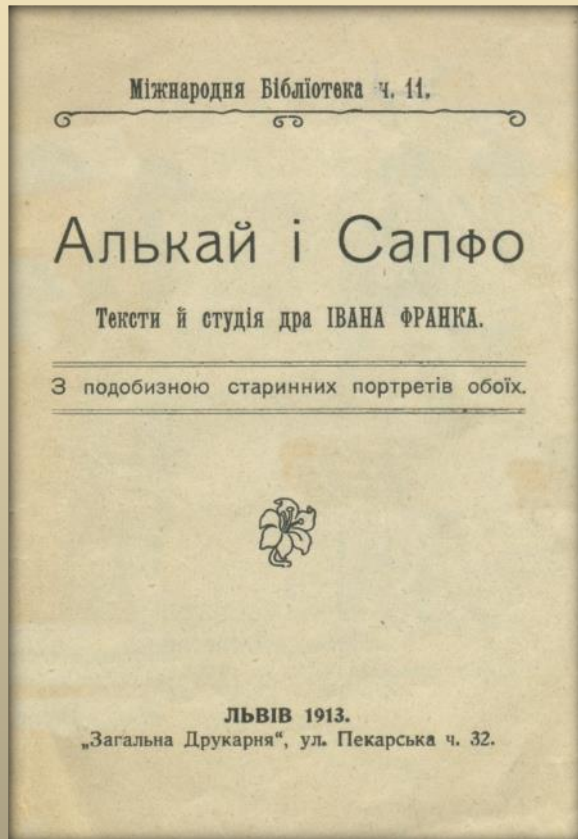 Міжнародня Бібліотека ч. 11.
Алькай і Сапфо
Тексти й студія дра ІВАНА ФРАНКА.
З подобизною старинних портретів обоїх.
ЛЬВІВ 1913.
„Загальна Друкарня“, ул. Пекарська ч. 32.